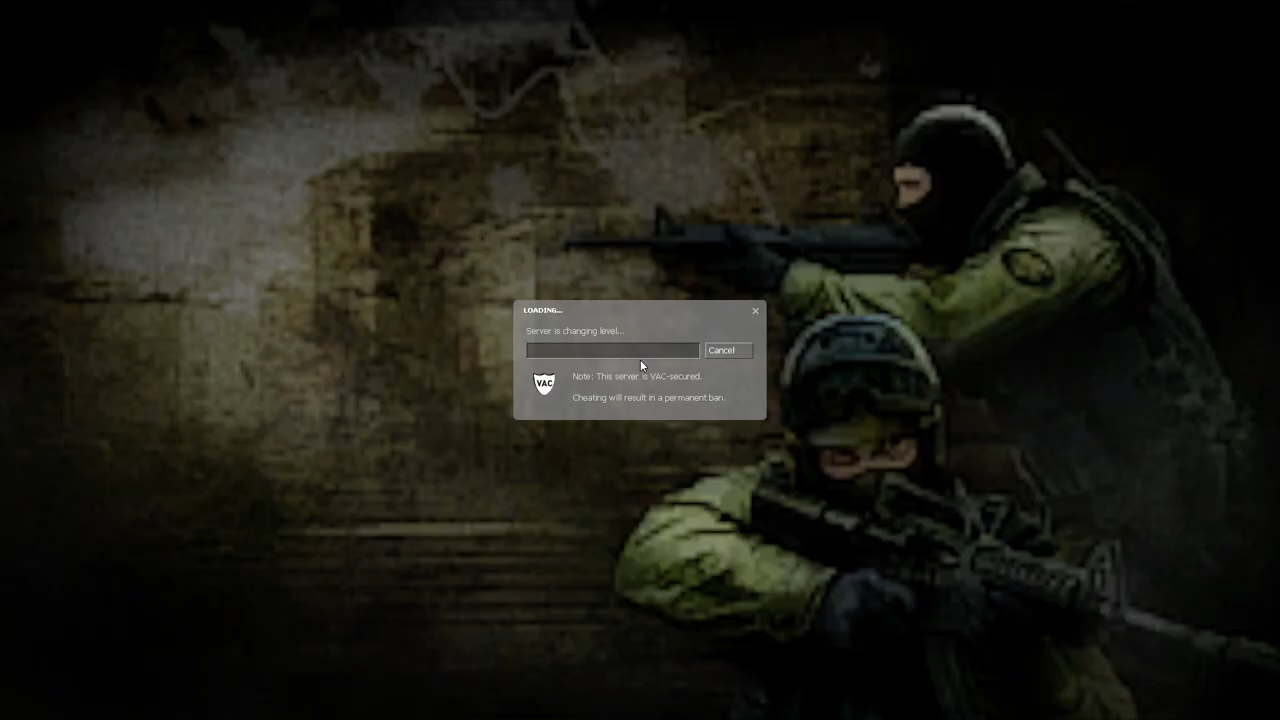 LOADING...
Server is changing level...
Cancel
VAC
Note: This server is VAC-secured.
Cheating will result in a permanent ban.